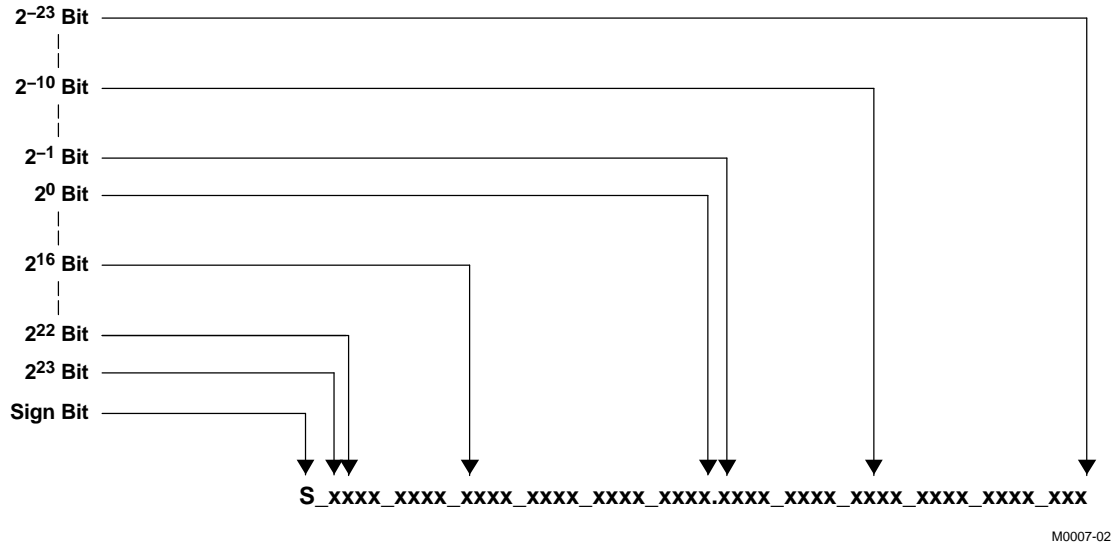 2⁻²³ Bit
2⁻¹⁰ Bit
2⁻¹ Bit
2⁰ Bit
2¹⁶ Bit
2²² Bit
2²³ Bit
Sign Bit
S_xxxx_xxxx_xxxx_xxxx_xxxx_xxxx.xxxx_xxxx_xxxx_xxxx_xxxx_xxx
M0007-02